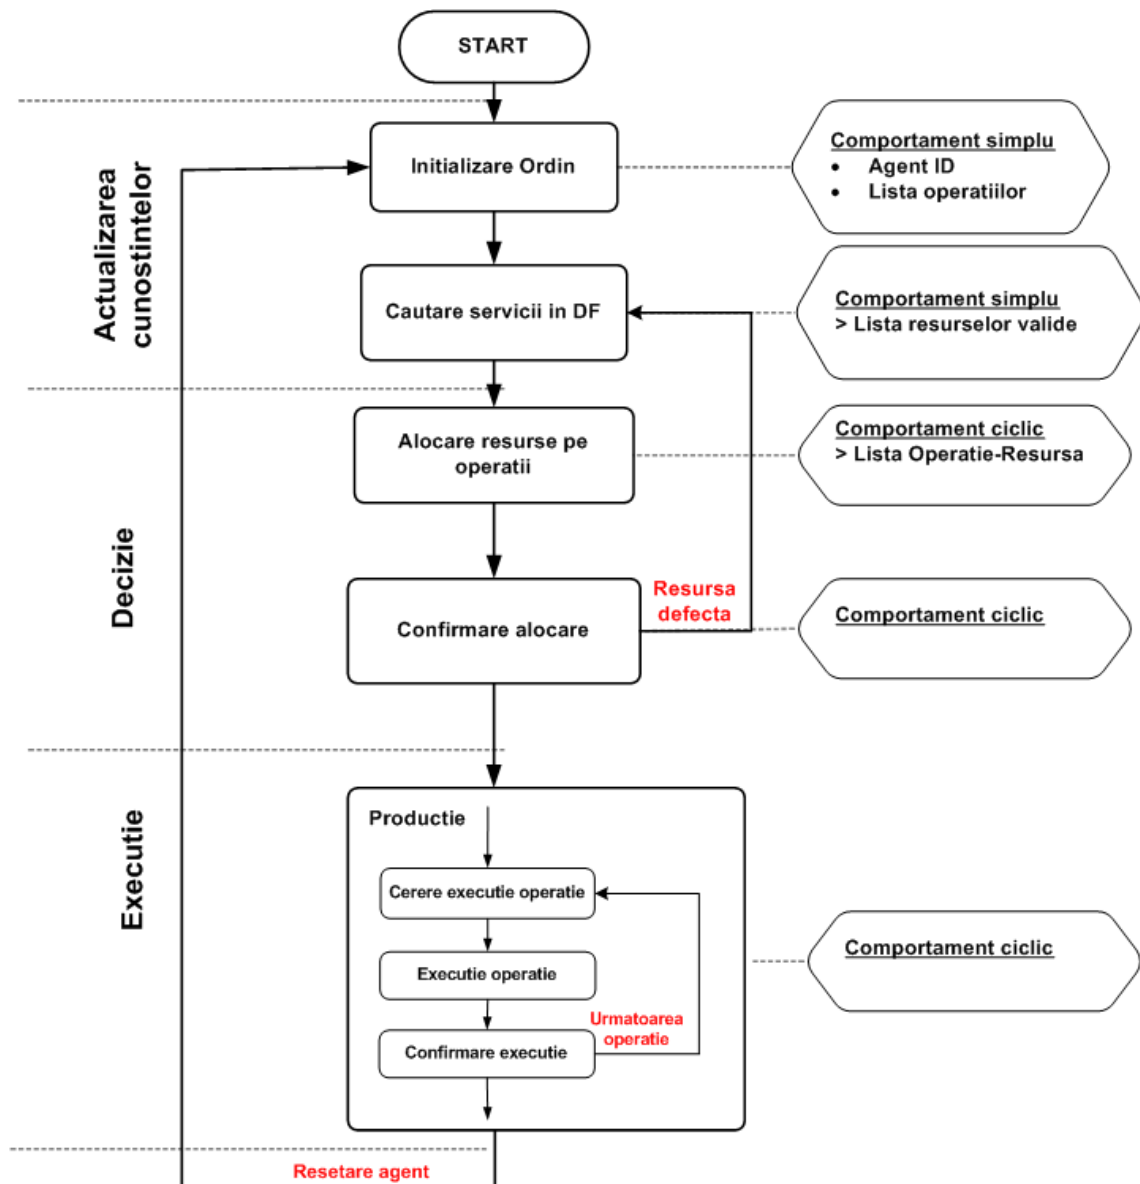 START
Actualizarea
cunostintelor
Initializare Ordin
Comportament simplu
• Agent ID
• Lista operatiilor
Cautare servicii in DF
Comportament simplu
> Lista resurselor valide
Decizie
Alocare resurse pe
operatii
Comportament ciclic
> Lista Operatie-Resursa
Confirmare alocare
Resursa
defecta
Comportament ciclic
Executie
Productie
Cerere executie operatie
Executie operatie
Confirmare executie
Urmatoarea
operatie
Comportament ciclic
Resetare agent